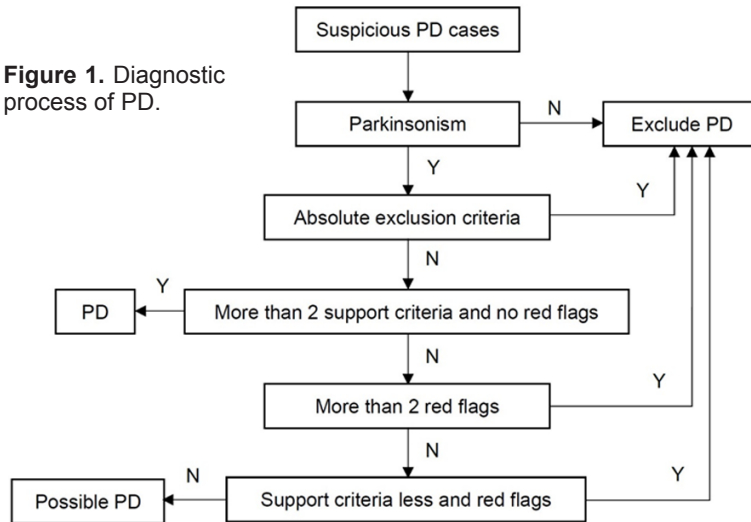 Suspicious PD cases
Figure 1. Diagnostic
process of PD.
Parkinsonism
N
Exclude PD
Y
Absolute exclusion criteria
Y
N
PD
Y
More than 2 support criteria and no red flags
N
More than 2 red flags
Y
N
Possible PD
N
Support criteria less and red flags
Y